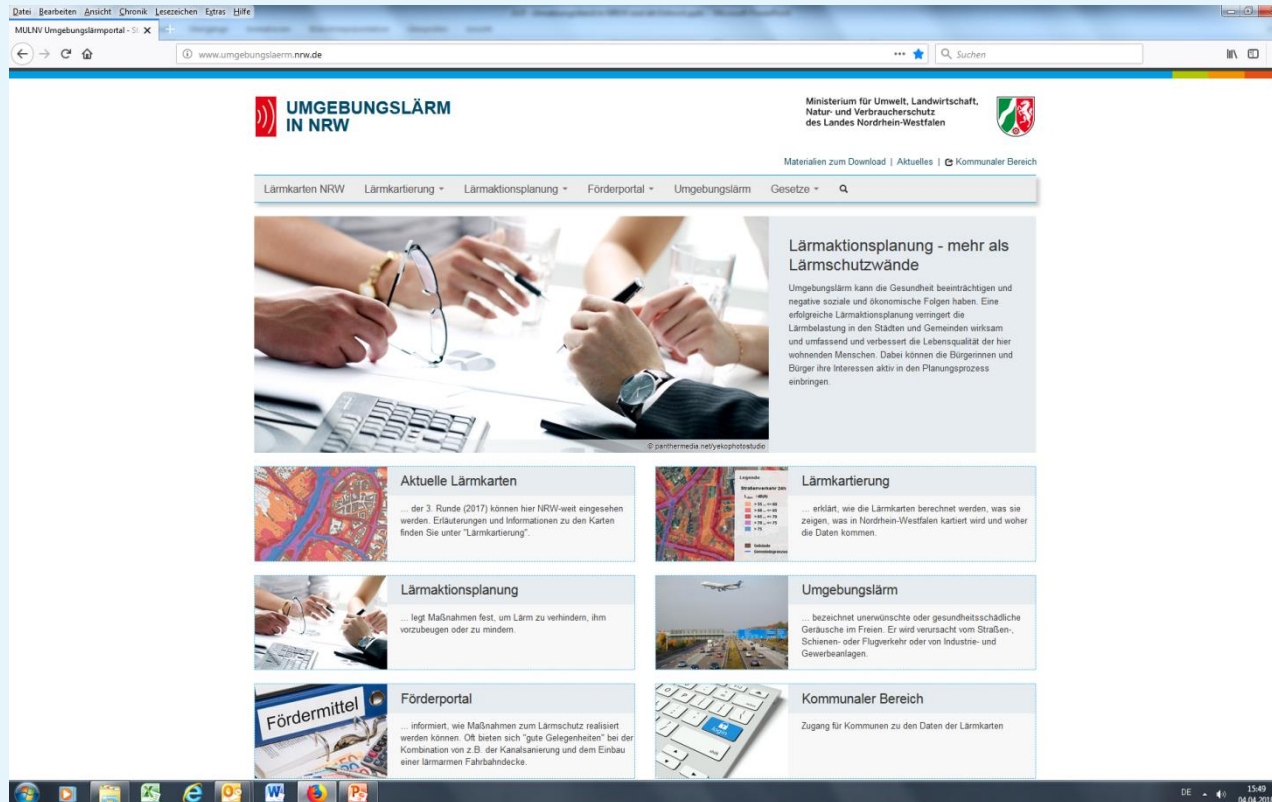 Datei Bearbeiten Ansicht Chronik Lesezeichen Extras Hilfe
MULNV Umgebungslärmportal - St
www.umgebungslaerm.nrw.de
Suchen
UMGEBUNGSLÄRM
IN NRW
Ministerium für Umwelt, Landwirtschaft,
Natur- und Verbraucherschutz
des Landes Nordrhein-Westfalen
Materialien zum Download | Aktuelles | Kommunaler Bereich
Lärmkarten NRW Lärmkartierung Lärmaktionsplanung Förderportal Umgebungslärm Gesetze
Lärmaktionsplanung - mehr als
Lärmschutzwände
Umgebungslärm kann die Gesundheit beeinträchtigen und
negative soziale und ökonomische Folgen haben. Eine
erfolgreiche Lärmaktionsplanung verringert die
Lärmbelastung in den Städten und Gemeinden wirksam
und umfassend und verbessert die Lebensqualität der hier
wohnenden Menschen. Dabei können die Bürgerinnen und
Bürger ihre Interessen aktiv in den Planungsprozess
einbringen.
© panthermedia.net/yekophotostudio
Aktuelle Lärmkarten
... der 3. Runde (2017) können hier NRW-weit eingesehen
werden. Erläuterungen und Informationen zu den Karten
finden Sie unter "Lärmkartierung".
Legende
Straßenverkehr 24h
Gebäude
Lärmkartierung
... erklärt, wie die Lärmkarten berechnet werden, was sie
zeigen, was in Nordrhein-Westfalen kartiert wird und woher
die Daten kommen.
Lärmaktionsplanung
... legt Maßnahmen fest, um Lärm zu verhindern, ihm
vorzubeugen oder zu mindern.
Umgebungslärm
... bezeichnet unerwünschte oder gesundheitsschädliche
Geräusche im Freien. Er wird verursacht vom Straßen-,
Schienen- oder Flugverkehr oder von Industrie- und
Gewerbeanlagen.
Fördermittel
Förderportal
... informiert, wie Maßnahmen zum Lärmschutz realisiert
werden können. Oft bieten sich "gute Gelegenheiten" bei der
Kombination von z.B. der Kanalsanierung und dem Einbau
einer lärmarmen Fahrbahndecke.
login
Kommunaler Bereich
Zugang für Kommunen zu den Daten der Lärmkarten
DE
15:49
04.04.2018